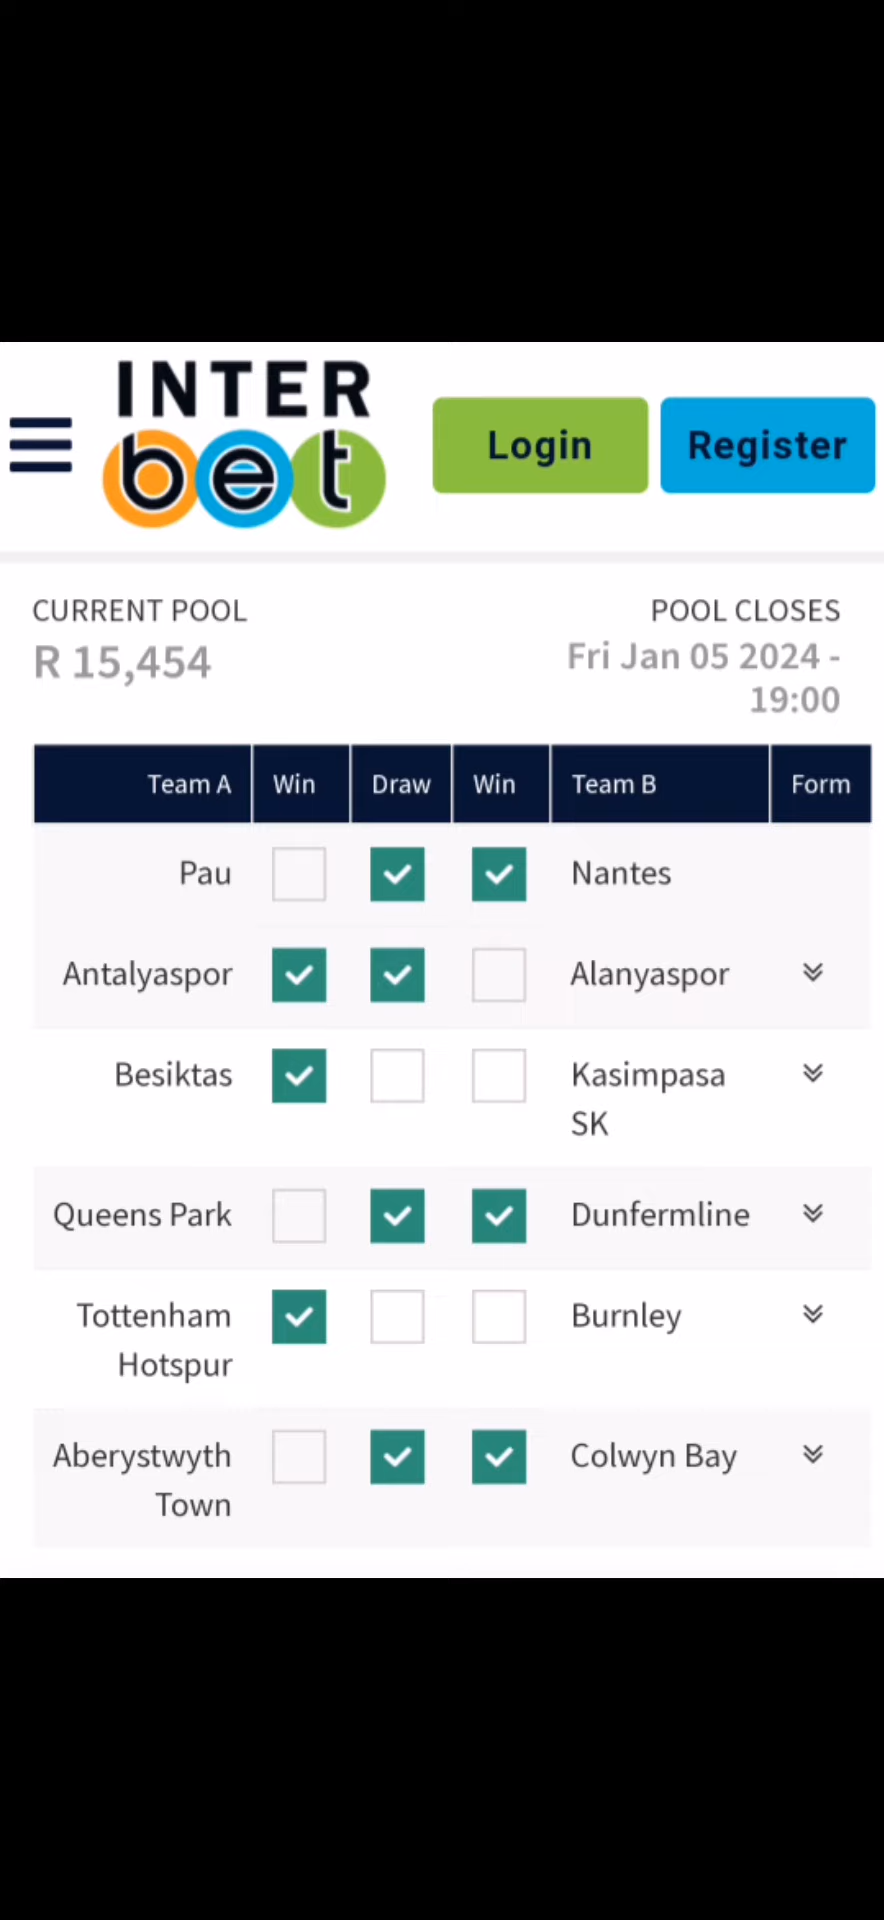 INTER
bet
Login
Register
CURRENT POOL
POOL CLOSES
R 15,454
Fri Jan 05 2024 -
19:00
Team A Win Draw Win Team B Form
Pau Nantes
Antalyaspor Alanyaspor
Besiktas Kasimpasa
SK
Queens Park Dunfermline
Tottenham Burnley
Hotspur
Aberystwyth Colwyn Bay
Town